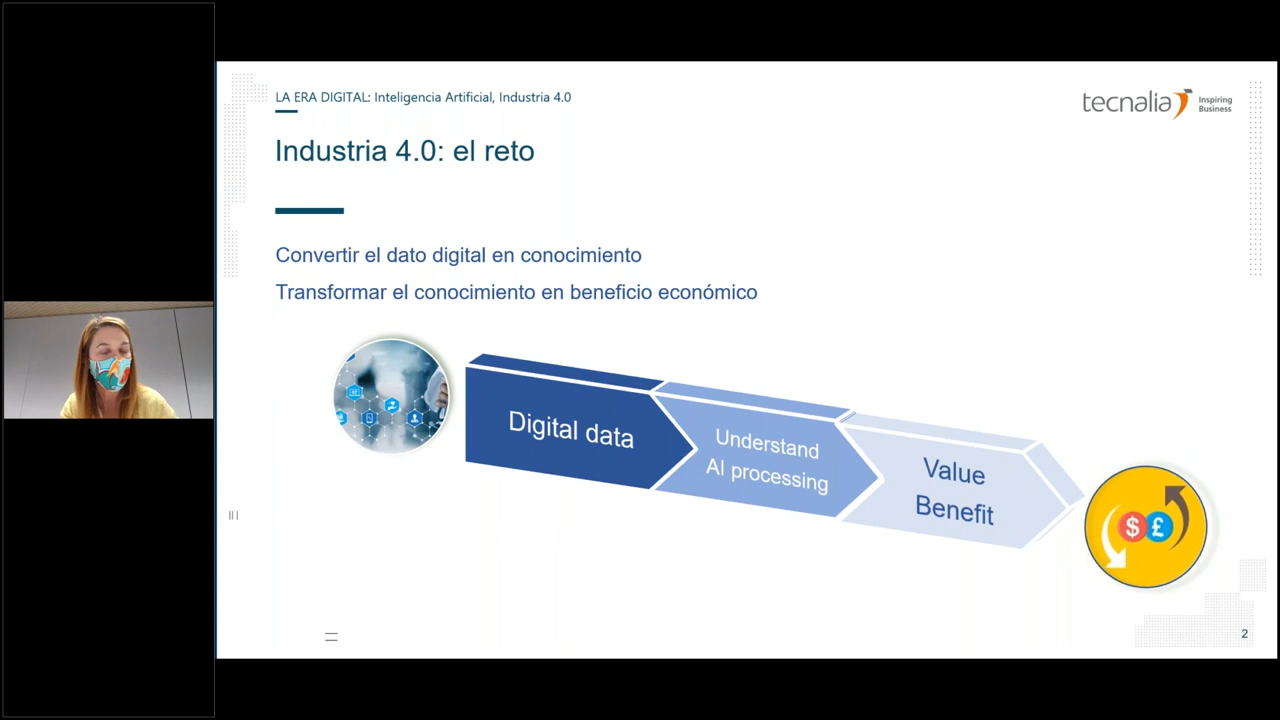 LA ERA DIGITAL: Inteligencia Artificial, Industria 4.0
tecnalia Inspiring
Business
Industria 4.0: el reto
Convertir el dato digital en conocimiento
Transformar el conocimiento en beneficio económico
Digital data
Understand
AI processing
Value
Benefit
$ £
2